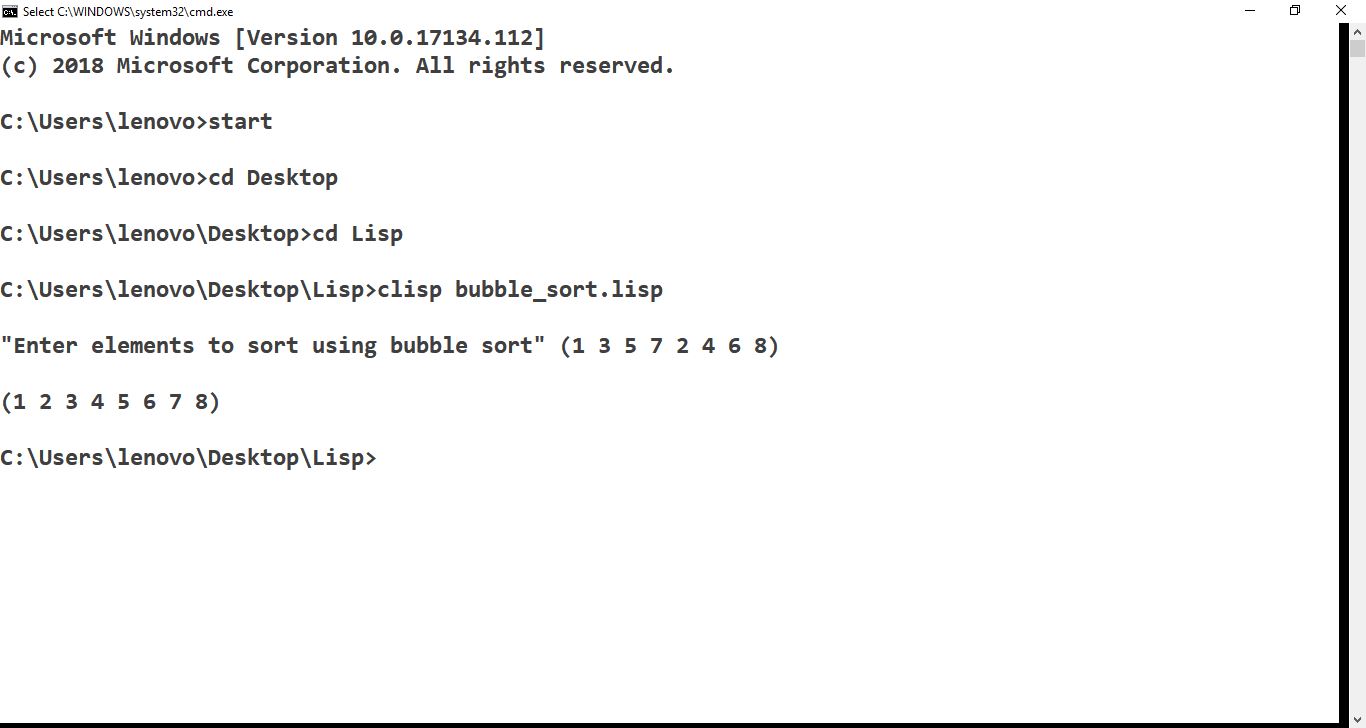 Select C:\WINDOWS\system32\cmd.exe
Microsoft Windows [Version 10.0.17134.112]
(c) 2018 Microsoft Corporation. All rights reserved.
C:\Users\lenovo>start
C:\Users\lenovo>cd Desktop
C:\Users\lenovo\Desktop>cd Lisp
C:\Users\lenovo\Desktop\Lisp>clisp bubble_sort.lisp
"Enter elements to sort using bubble sort" (1 3 5 7 2 4 6 8)
(1 2 3 4 5 6 7 8)
C:\Users\lenovo\Desktop\Lisp>